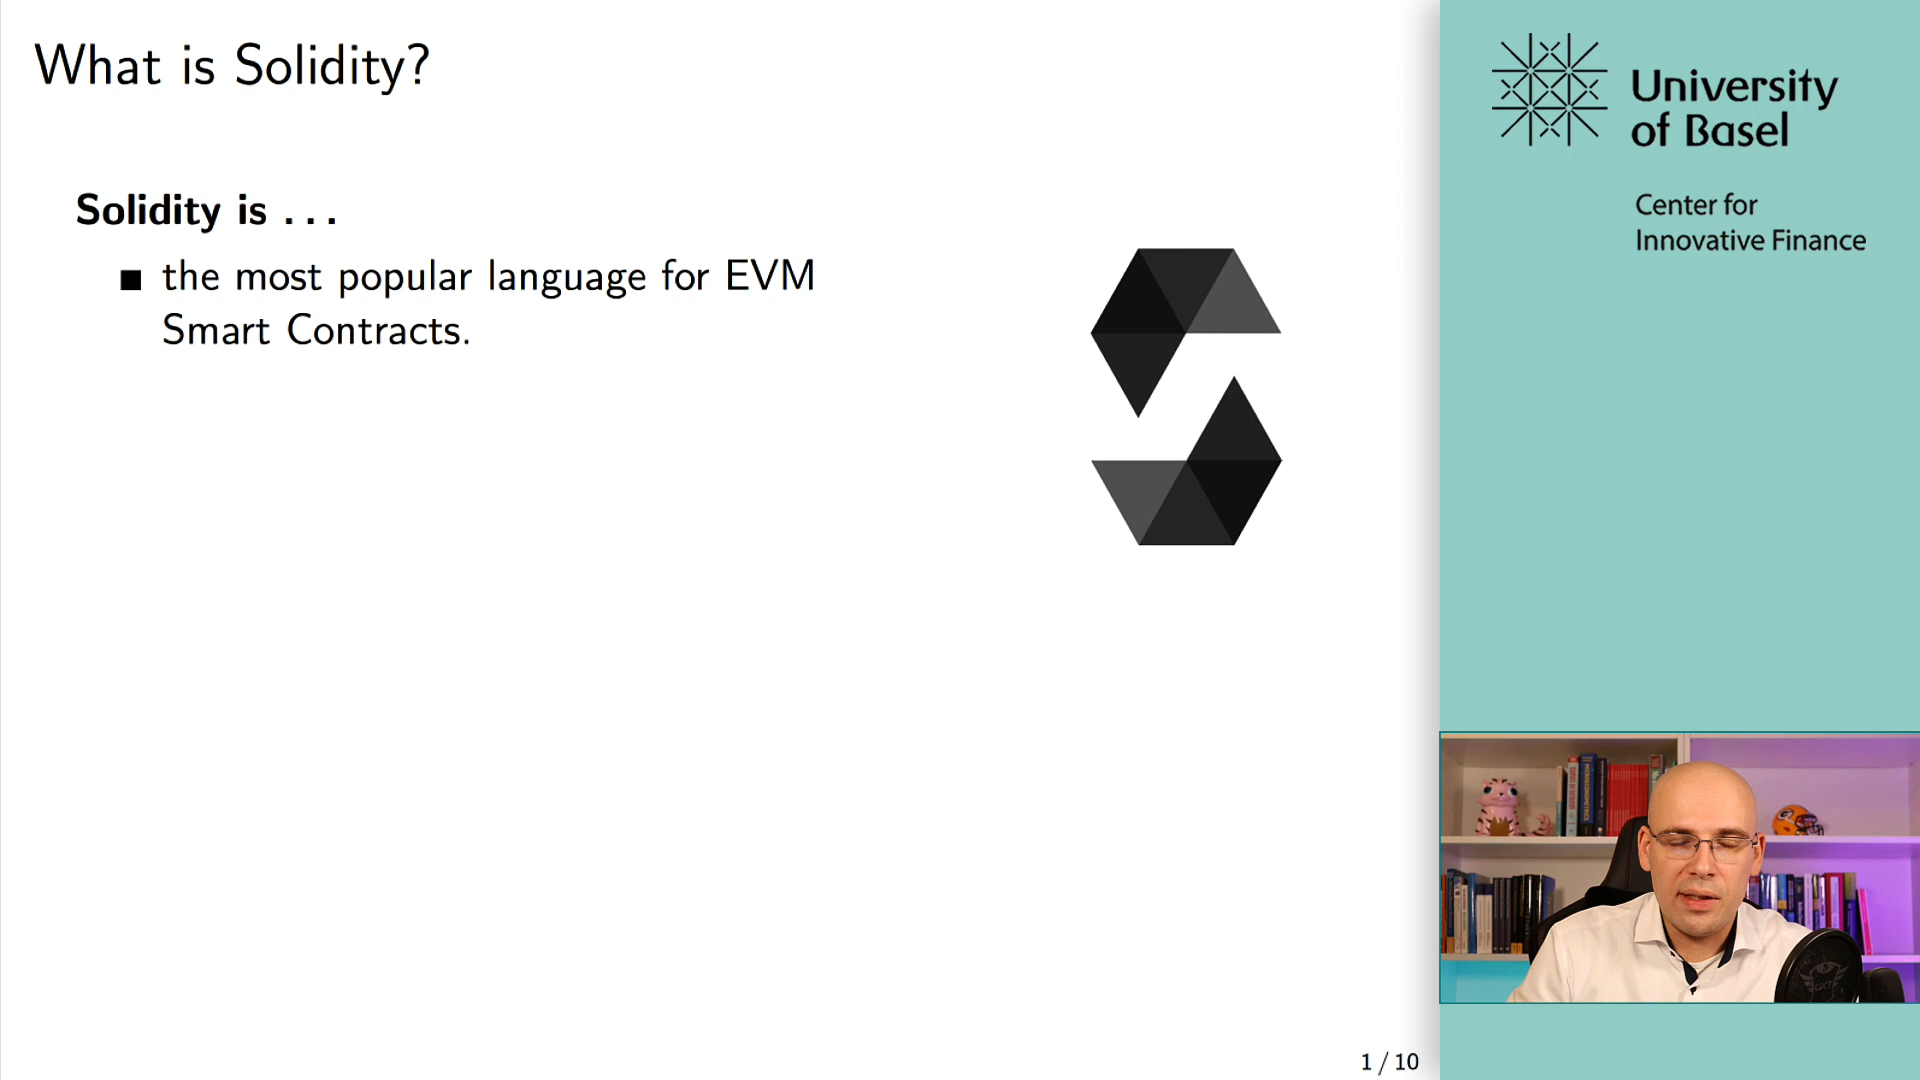 What is Solidity?
Solidity is . . .
the most popular language for EVM
Smart Contracts.
1 / 10
University
of Basel
Center for
Innovative Finance